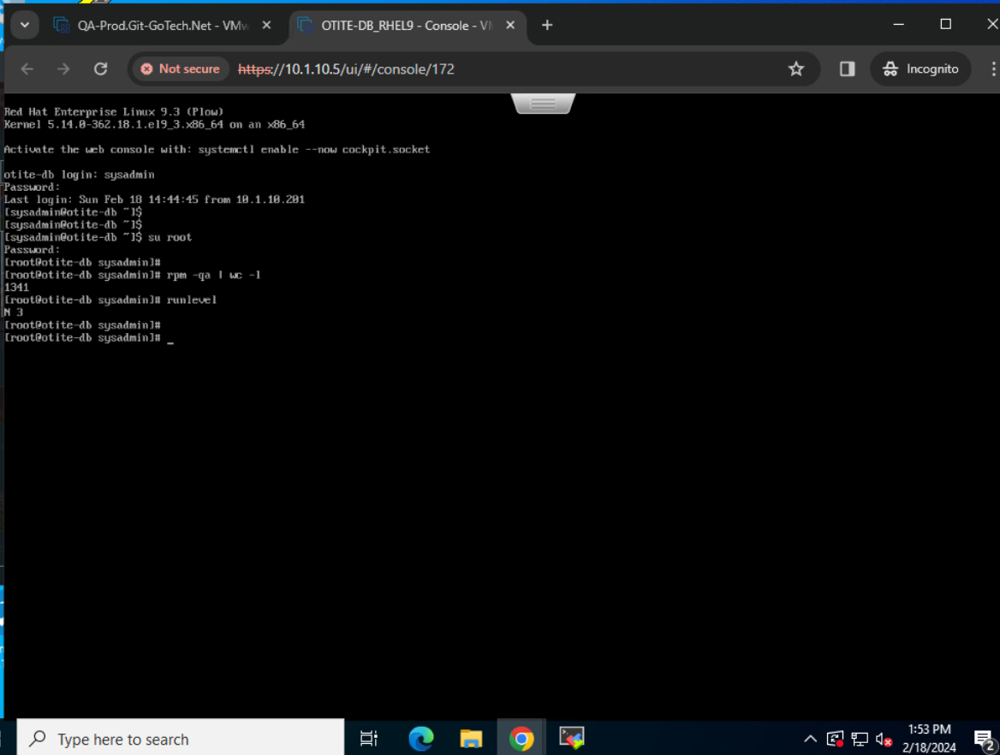 QA-Prod.Git-GoTech.Net - VMw
OTITE-DB_RHEL9 - Console - VM
Not secure
https://10.1.10.5/ui/#/console/172
Incognito
Red Hat Enterprise Linux 9.3 (Plow)
Kernel 5.14.0-362.18.1.el9_3.x86_64 on an x86_64
Activate the web console with: systemctl enable --now cockpit.socket
otite-db login: sysadmin
Password:
Last login: Sun Feb 18 14:44:45 from 10.1.10.201
[sysadmin@otite-db ~]$
[sysadmin@otite-db ~]$
[sysadmin@otite-db ~]$ su root
Password:
[root@otite-db sysadmin]#
[root@otite-db sysadmin]# rpm -qa | wc -l
1341
[root@otite-db sysadmin]# runlevel
N 3
[root@otite-db sysadmin]#
[root@otite-db sysadmin]# _
Type here to search
1:53 PM
2/18/2024
2